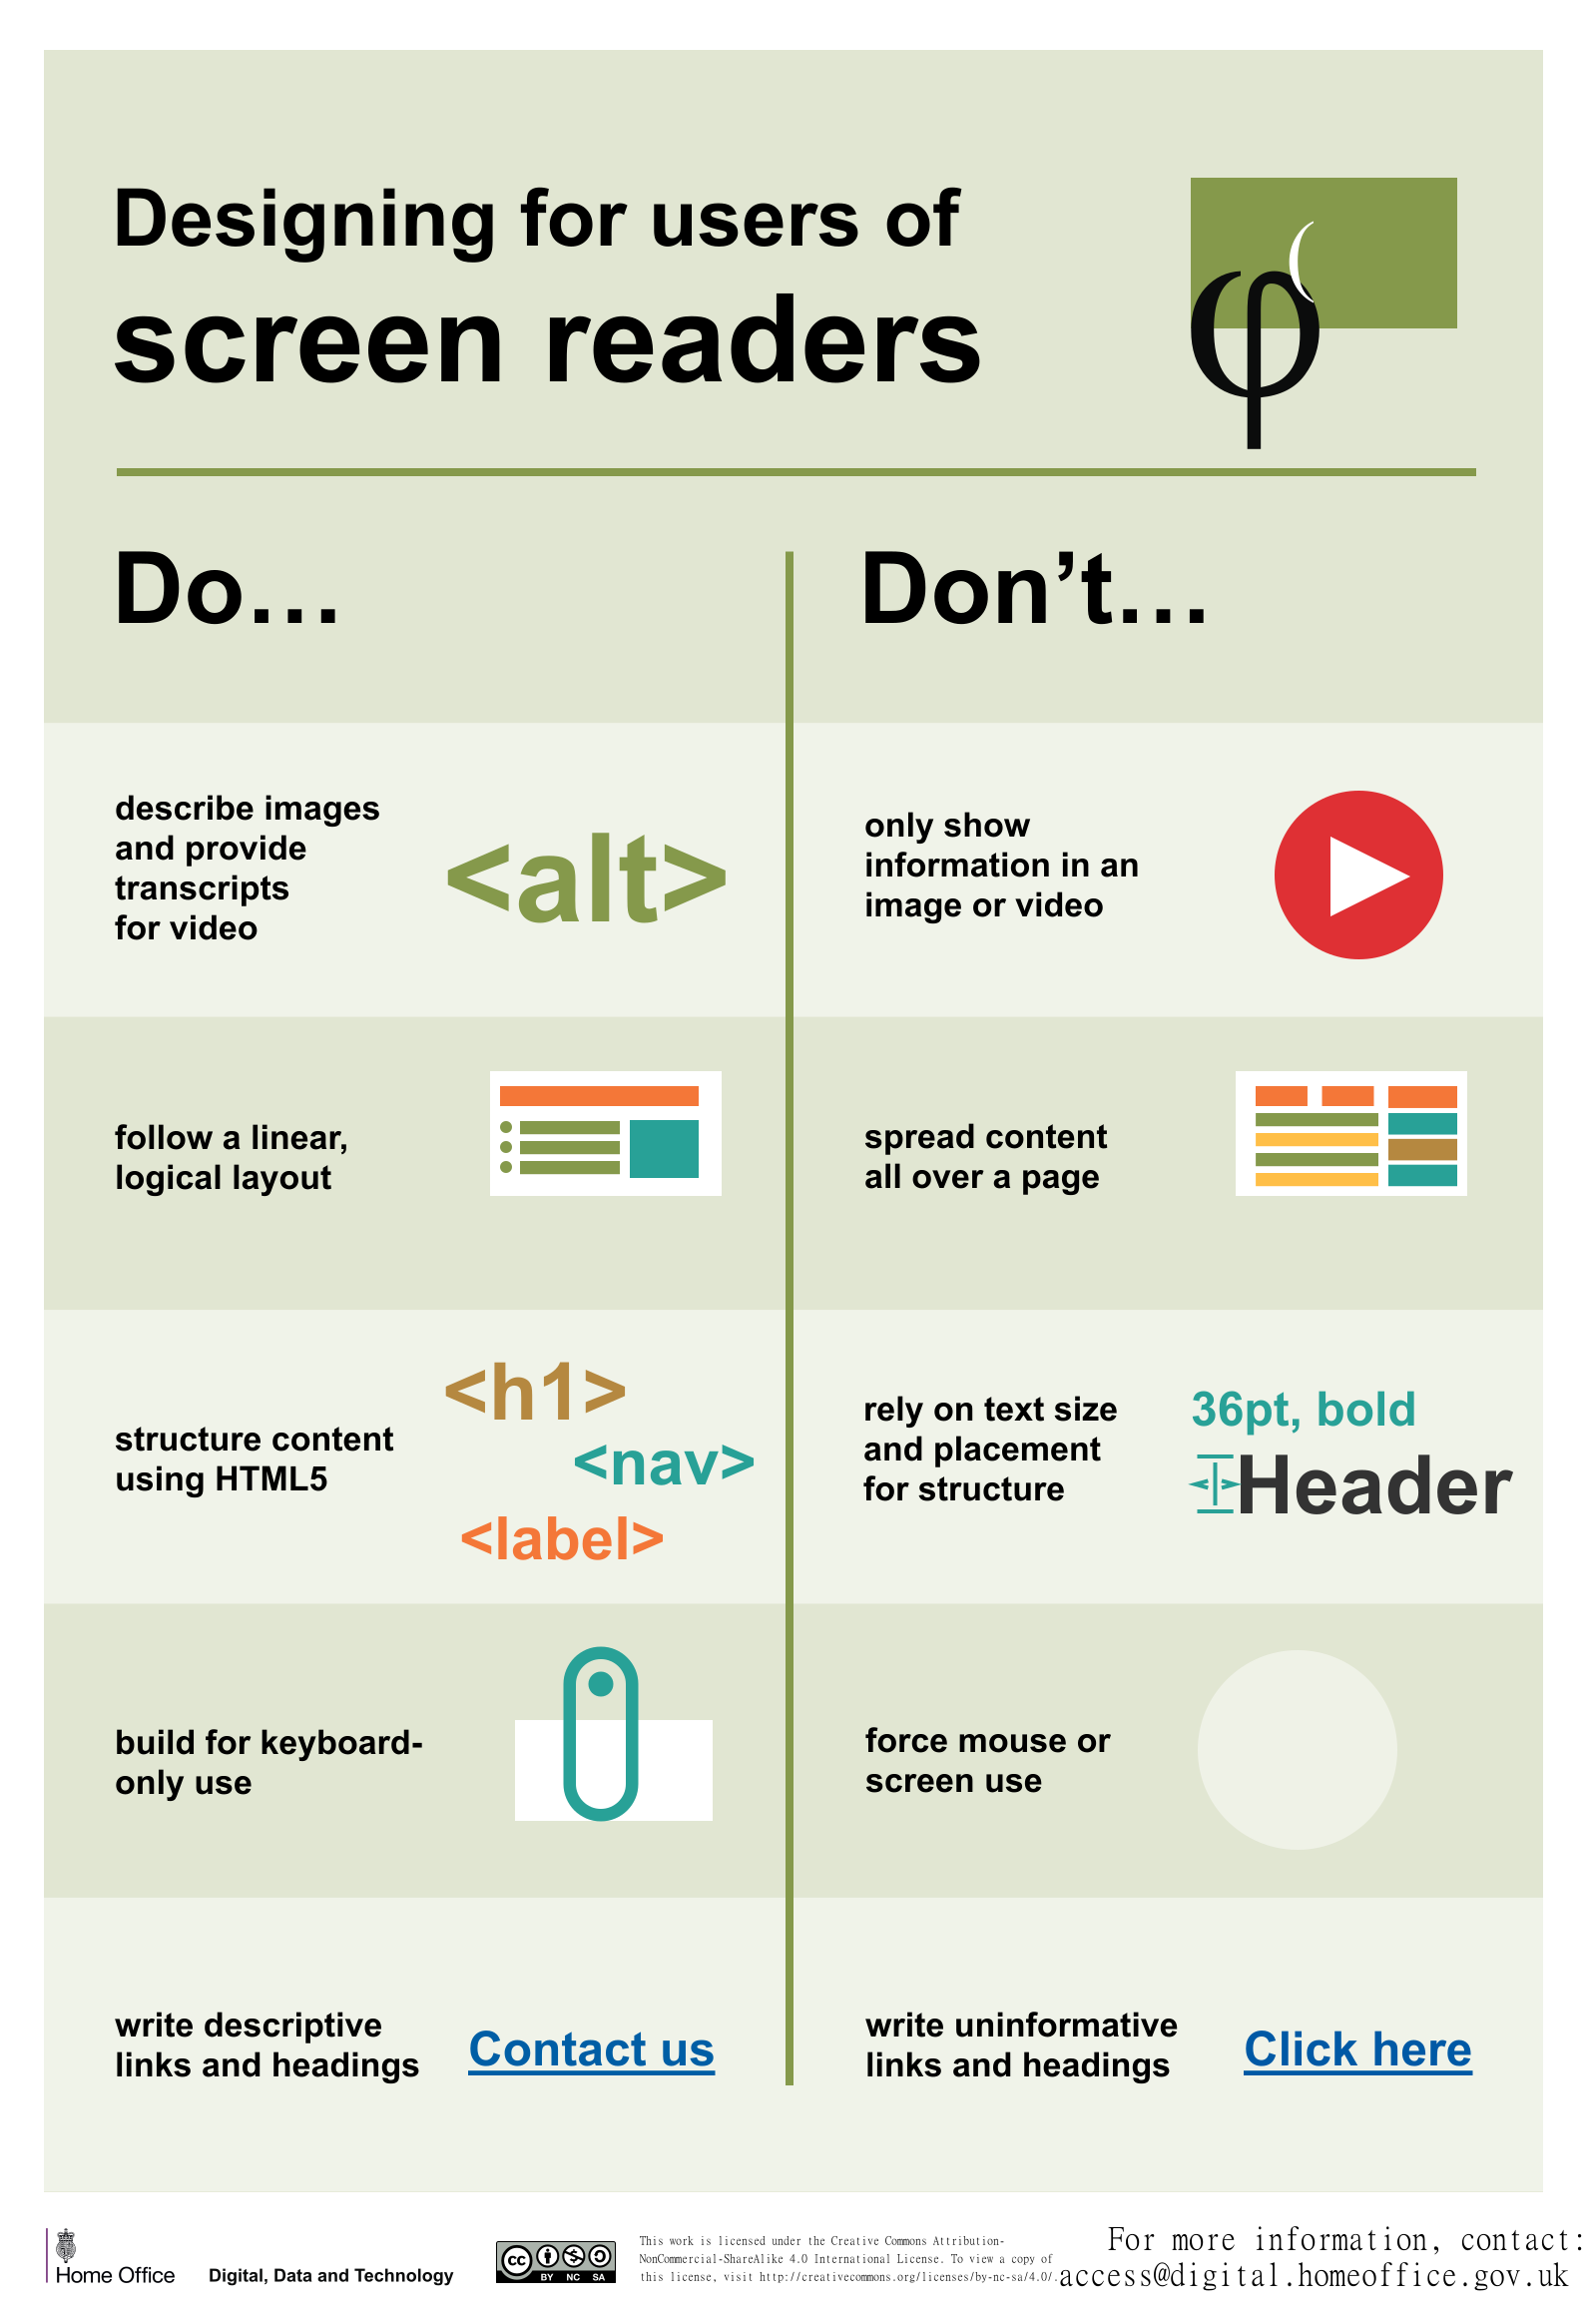 Designing for users of
screen readers
φ
Do…
Don’t…
describe images
and provide
transcripts
for video
<alt>
only show
information in an
image or video
follow a linear,
logical layout
spread content
all over a page
structure content
using HTML5
<h1>
<nav>
<label>
rely on text size
and placement
for structure
36pt, bold
Header
build for keyboard-
only use
force mouse or
screen use
write descriptive
links and headings
Contact us
write uninformative
links and headings
Click here
Home Office
Digital, Data and Technology
cc
BY NC SA
This work is licensed under the Creative Commons Attribution-
NonCommercial-ShareAlike 4.0 International License. To view a copy of
this license, visit http://creativecommons.org/licenses/by-nc-sa/4.0/.
For more information, contact:
access@digital.homeoffice.gov.uk